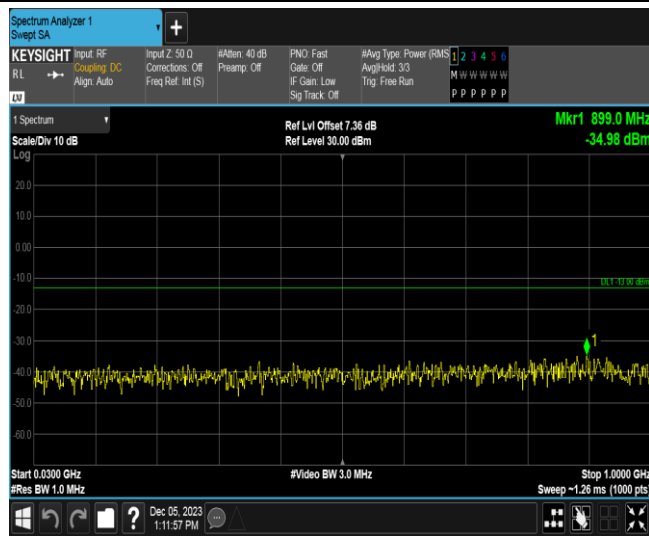 Spectrum Analyzer 1
Swept SA
+
KEYSIGHT
RL
LXI
Input: RF
Coupling: DC
Align: Auto
Input Z: 50 Ω
Corrections: Off
Freq Ref: Int (S)
#Atten: 40 dB
Preamp: Off
PNO: Fast
Gate: Off
IF Gain: Low
Sig Track: Off
#Avg Type: Power (RMS
Avg|Hold: 3/3
Trig: Free Run
1 2 3 4 5 6
M W W W W W
P P P P P P
1 Spectrum
Scale/Div 10 dB
Log
Ref Lvl Offset 7.36 dB
Ref Level 30.00 dBm
Mkr1 899.0 MHz
-34.98 dBm
20.0
10.0
0.00
-10.0
DL1 -13.00 dBm
-20.0
-30.0
1
-40.0
-50.0
-60.0
Start 0.0300 GHz
#Res BW 1.0 MHz
#Video BW 3.0 MHz
Stop 1.0000 GHz
Sweep ~1.26 ms (1000 pts)
?
Dec 05, 2023
1:11:57 PM